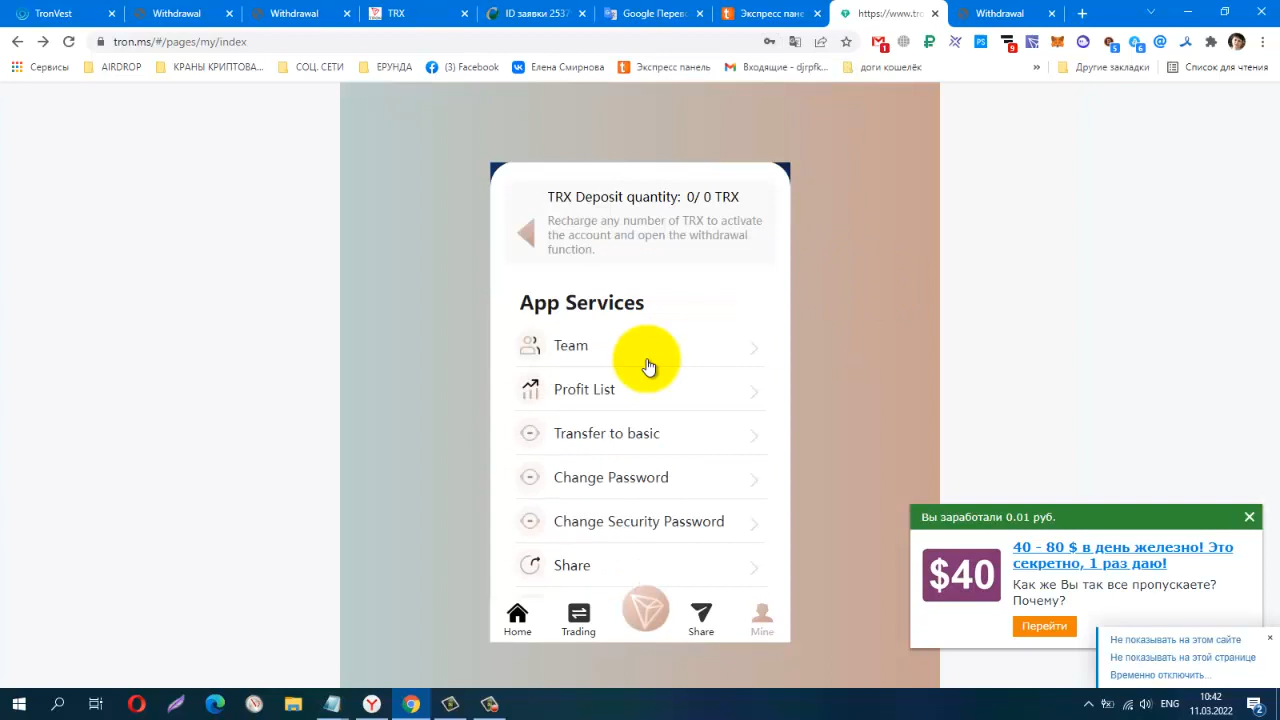 TronVest
Withdrawal
Withdrawal
TRX
ID заявки 2537
Google Перев
Экспресс пане
https://www.tro
Withdrawal
tron.ms/#/pages/my/index
1
9
5
6
Сервисы
AIRDROP
КРАНЫ КРИПТОВА...
СОЦ. СЕТИ
ЕРУНДА
(3) Facebook
Елена Смирнова
Экспресс панель
Входящие - djrpfk...
доги кошелёк
»
Другие закладки
Список для чтения
TRX Deposit quantity: 0/ 0 TRX
Recharge any number of TRX to activate
the account and open the withdrawal
function.
App Services
Team
Profit List
Transfer to basic
Change Password
Change Security Password
Share
Home
Trading
Share
Mine
Вы заработали 0.01 руб.
$40
40 - 80 $ в день железно! Это
секретно, 1 раз даю!
Как же Вы так все пропускаете?
Почему?
Перейти
Не показывать на этом сайте
Не показывать на этой странице
Временно отключить...
ENG
10:42
11.03.2022
2